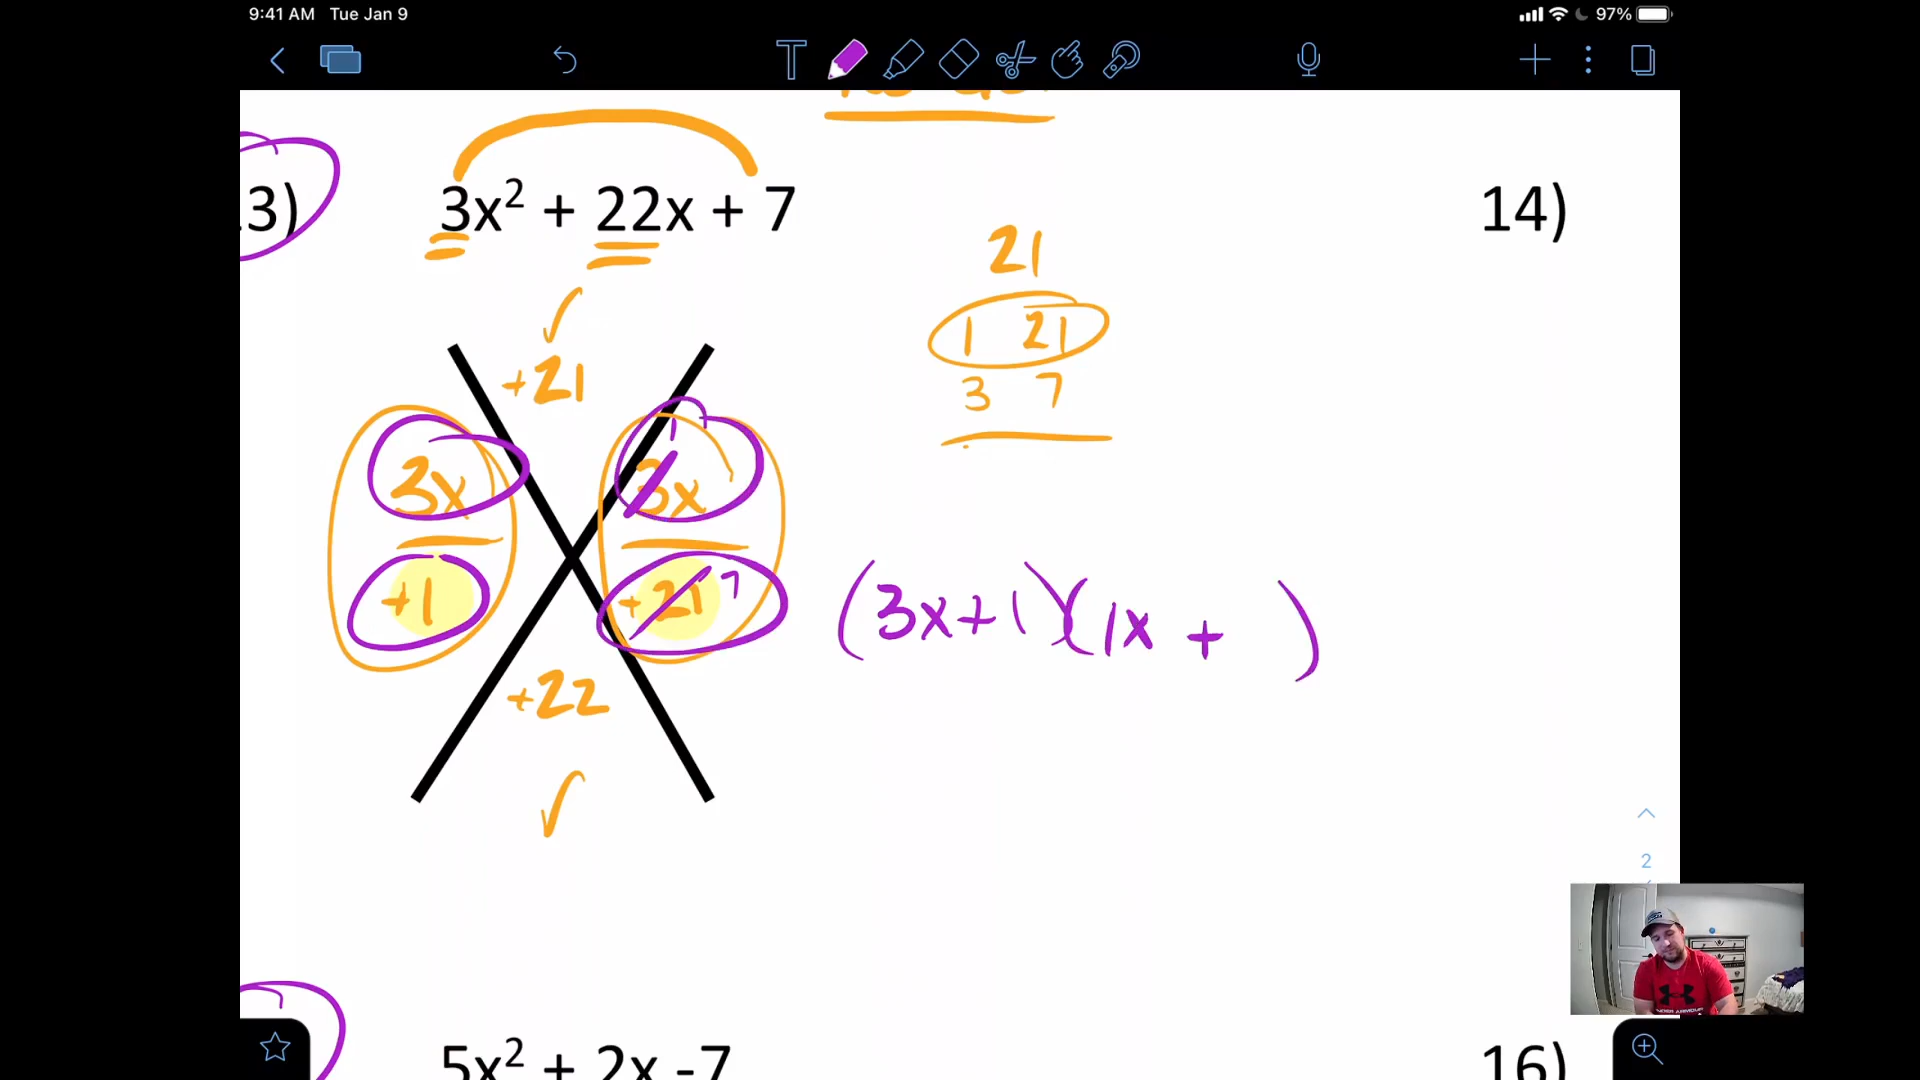 9:41 AM Tue Jan 9
97%
3) 3x² + 22x + 7
14)
21
1 21
3 7
+21
3x
+1
1
3x
+21 7
+22
(3x+1)(1x + )
2
5x² + 2x -7
16)